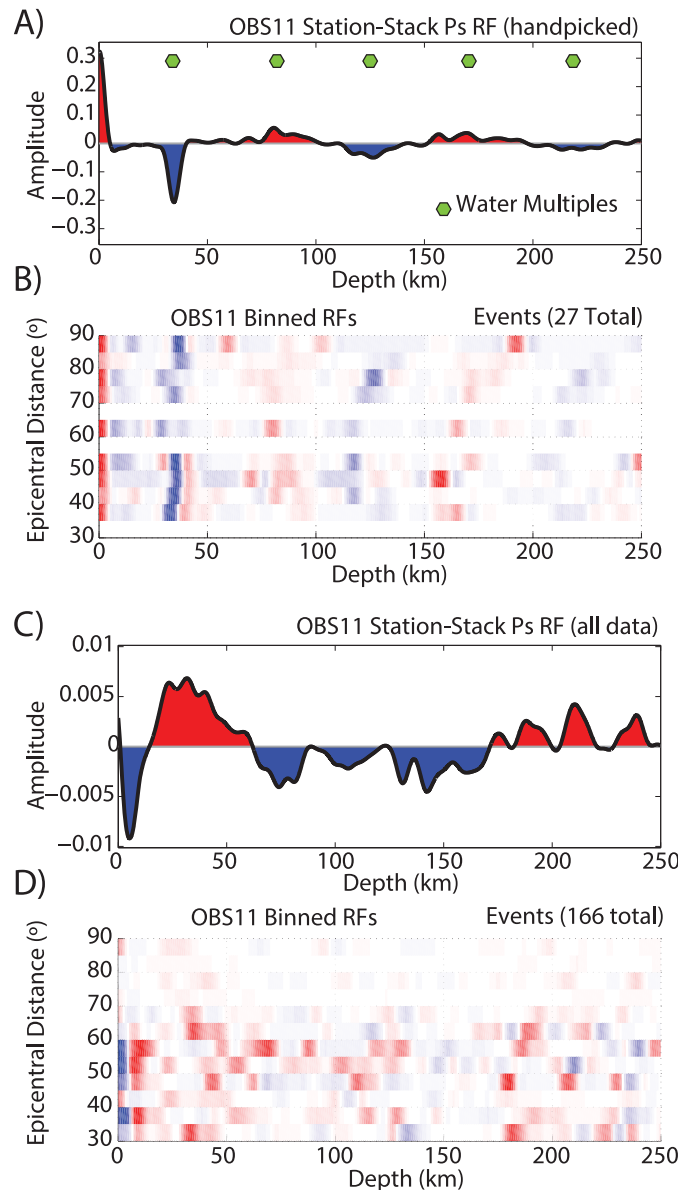 A)
OBS11 Station-Stack Ps RF (handpicked)
Amplitude
0.3
0.2
0.1
0
−0.1
−0.2
−0.3
Water Multiples
0 50 100 150 200 250
Depth (km)
B)
OBS11 Binned RFs Events (27 Total)
Epicentral Distance (º)
90
80
70
60
50
40
30
0 50 100 150 200 250
Depth (km)
C)
OBS11 Station-Stack Ps RF (all data)
Amplitude
0.01
0.005
0
−0.005
−0.01
0 50 100 150 200 250
Depth (km)
D)
OBS11 Binned RFs Events (166 total)
Epicentral Distance (º)
90
80
70
60
50
40
30
0 50 100 150 200 250
Depth (km)